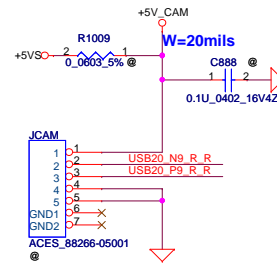 +5V_CAM
R1009
W=20mils
+5VS
2
1
0_0603_5% @
C888
@
1
2
0.1U_0402_16V4Z
JCAM
1
1
2
2
USB20_N9_R_R
3
3
USB20_P9_R_R
4
4
5
5
GND1
6
GND2
7
ACES_88266-05001
@